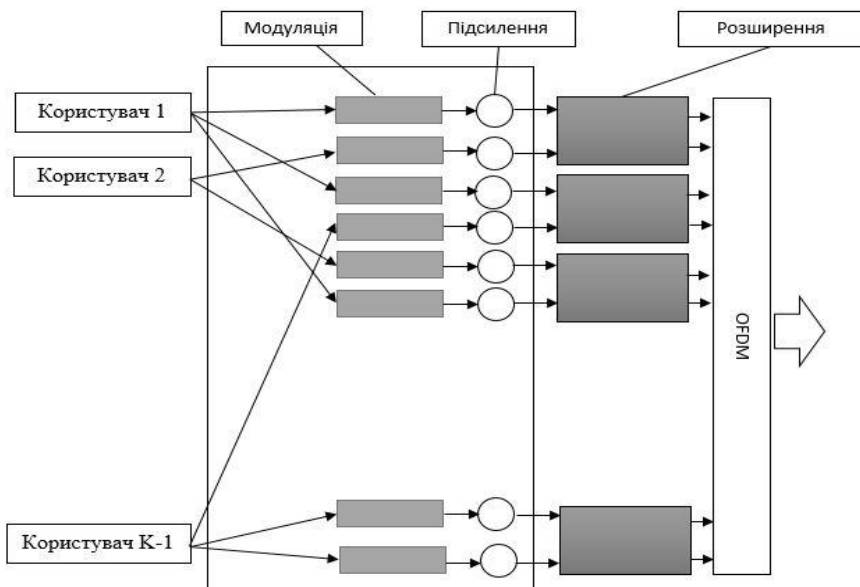 Модуляція
Підсилення
Розширення
Користувач 1
Користувач 2
Користувач К-1
OFDM